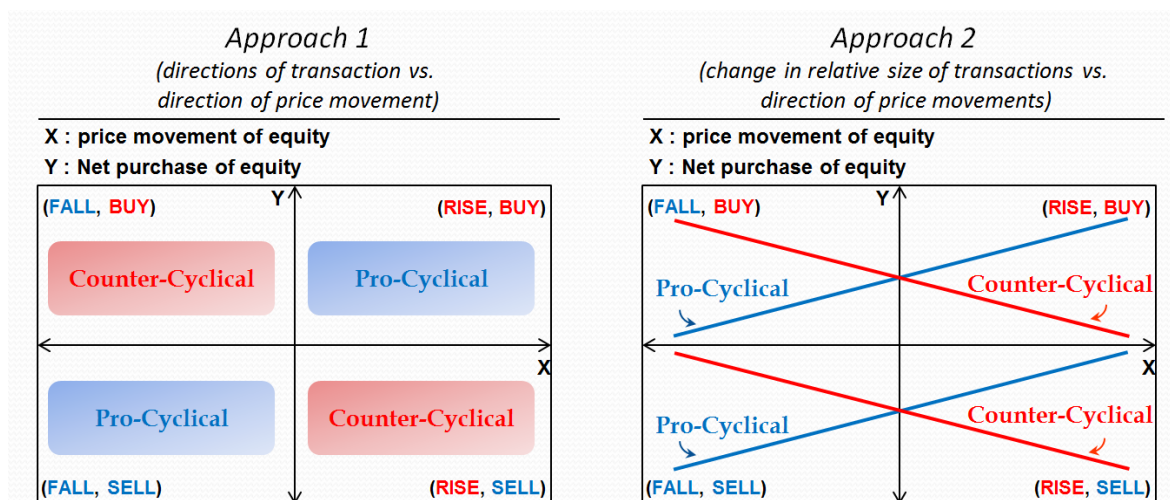 Approach 1
(directions of transaction vs.
direction of price movement)
X : price movement of equity
Y : Net purchase of equity
(FALL, BUY)
Y
(RISE, BUY)
Counter-Cyclical
Pro-Cyclical
X
Pro-Cyclical
Counter-Cyclical
(FALL, SELL)
(RISE, SELL)
Approach 2
(change in relative size of transactions vs.
direction of price movements)
X : price movement of equity
Y : Net purchase of equity
(FALL, BUY)
Y
(RISE, BUY)
Pro-Cyclical
Counter-Cyclical
X
Pro-Cyclical
Counter-Cyclical
(FALL, SELL)
(RISE, SELL)